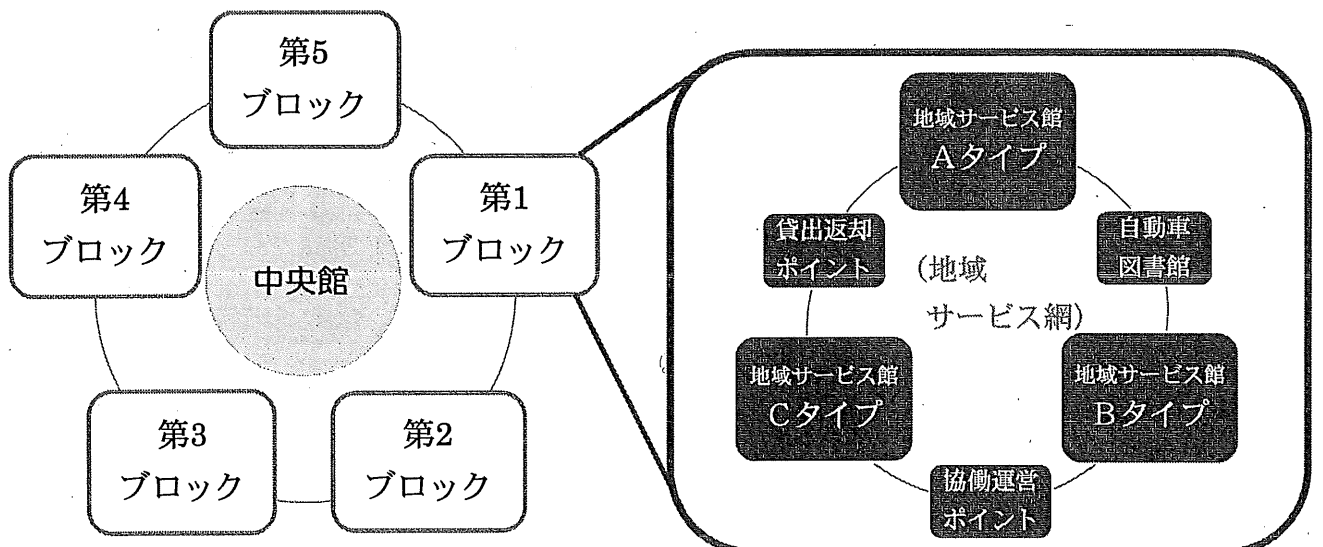 第5
ブロック
第4
ブロック
第1
ブロック
中央館
第3
ブロック
第2
ブロック
地域サービス館
Aタイプ
貸出返却
ポイント
自動車
図書館
(地域
サービス網)
地域サービス館
Cタイプ
地域サービス館
Bタイプ
協働運営
ポイント